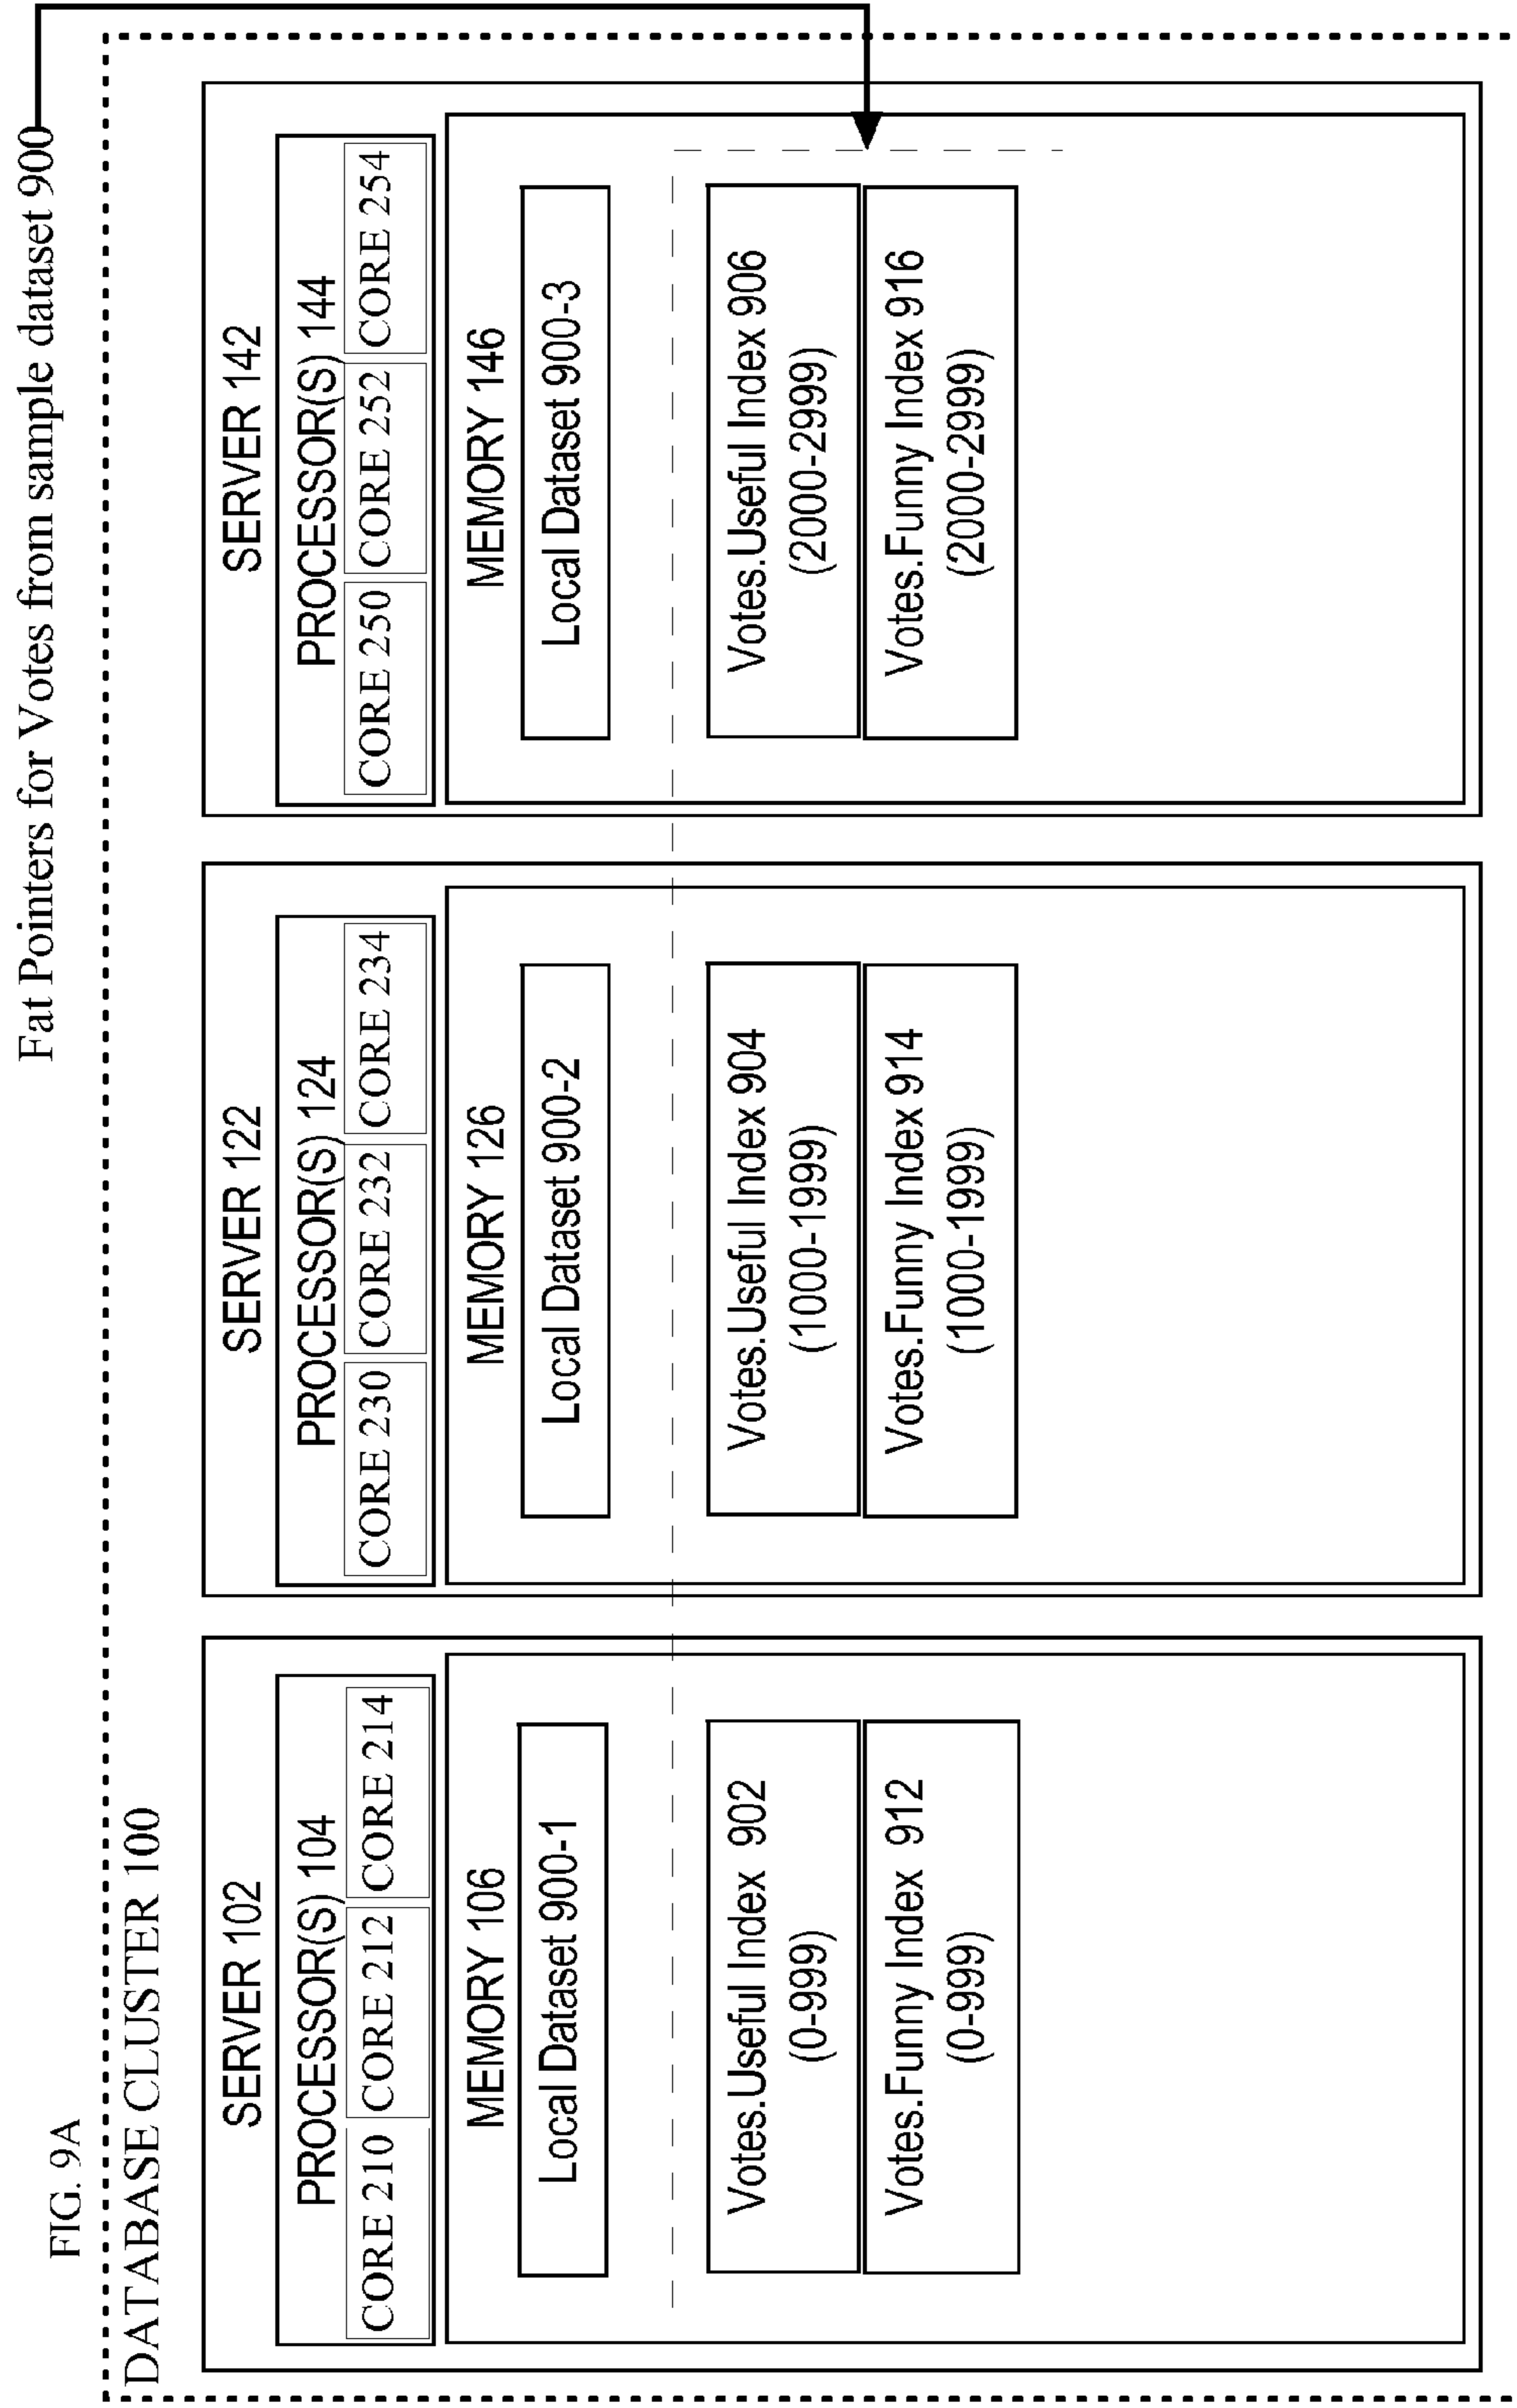 FIG. 9A
Fat Pointers for Votes from sample dataset 900
DATABASE CLUSTER 100
SERVER 102
PROCESSOR(S) 104
CORE 210
CORE 212
CORE 214
MEMORY 106
Local Dataset 900-1
Votes.Useful Index 902
(0-999)
Votes.Funny Index 912
(0-999)
SERVER 122
PROCESSOR(S) 124
CORE 230
CORE 232
CORE 234
MEMORY 126
Local Dataset 900-2
Votes.Useful Index 904
(1000-1999)
Votes.Funny Index 914
(1000-1999)
SERVER 142
PROCESSOR(S) 144
CORE 250
CORE 252
CORE 254
MEMORY 146
Local Dataset 900-3
Votes.Useful Index 906
(2000-2999)
Votes.Funny Index 916
(2000-2999)